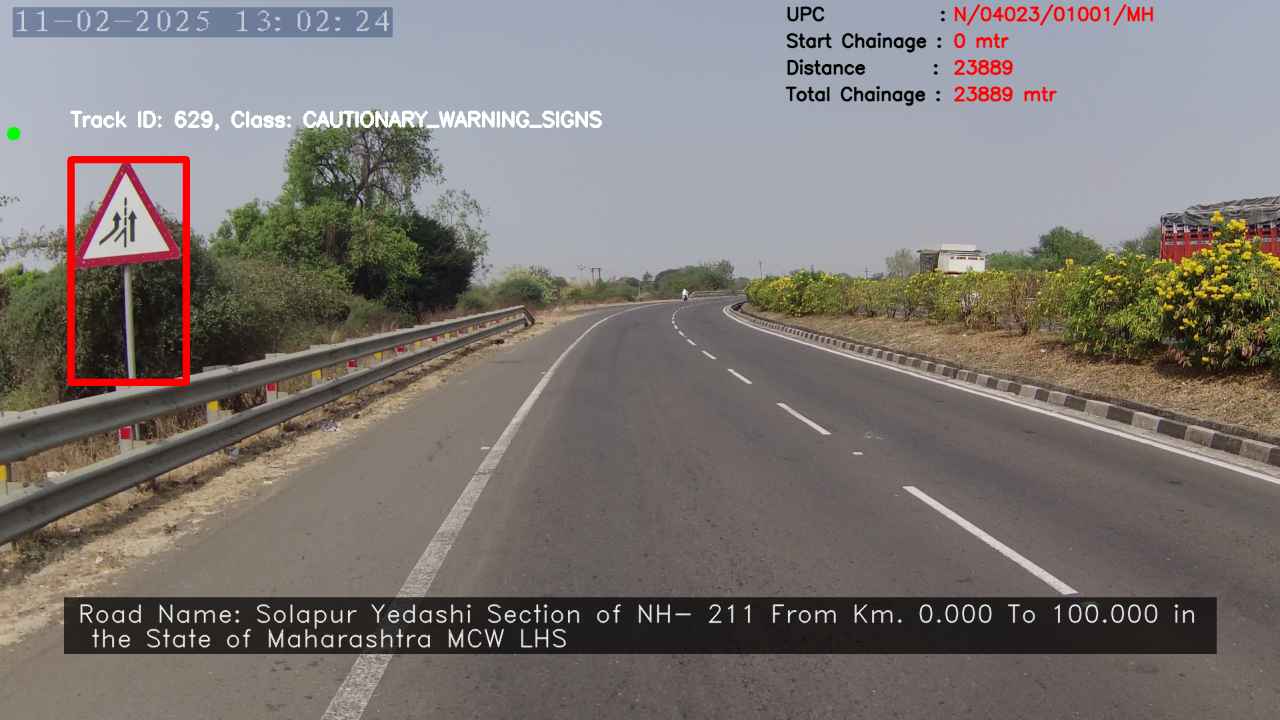 11-02-2025 13:02:24
UPC : N/04023/01001/MH
Start Chainage : 0 mtr
Distance : 23889
Total Chainage : 23889 mtr
Track ID: 629, Class: CAUTIONARY_WARNING_SIGNS
Road Name: Solapur Yedashi Section of NH- 211 From Km. 0.000 To 100.000 in
the State of Maharashtra MCW LHS